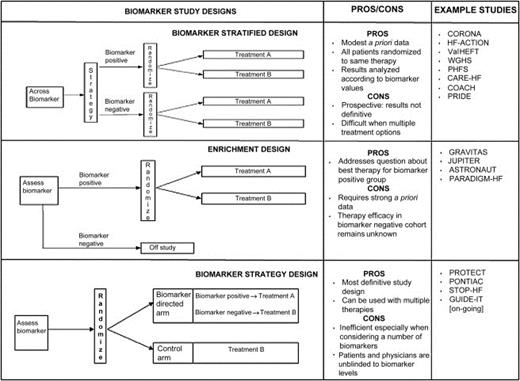 BIOMARKER STUDY DESIGNS
PROS/CONS
EXAMPLE STUDIES
BIOMARKER STRATIFIED DESIGN
Across
Biomarker
Strategy
Biomarker
positive
Randomize
Treatment A
Treatment B
Biomarker
negative
Randomize
Treatment A
Treatment B
PROS
• Modest a priori data
• All patients randomized
to same therapy
• Results analyzed
according to biomarker
values
CONS
• Prospective: results not
definitive
• Difficult when multiple
treatment options
• CORONA
• HF-ACTION
• ValHEFT
• WGHS
• PHFS
• CARE-HF
• COACH
• PRIDE
ENRICHMENT DESIGN
Assess
biomarker
Biomarker
positive
Randomize
Treatment A
Treatment B
Biomarker
negative
Off study
PROS
• Addresses question about
best therapy for biomarker
positive group
CONS
• Requires strong a priori
data
• Therapy efficacy in
biomarker negative cohort
remains unknown
• GRAVITAS
• JUPITER
• ASTRONAUT
• PARADIGM-HF
BIOMARKER STRATEGY DESIGN
Assess
biomarker
Randomize
Biomarker
directed
arm
Biomarker positive → Treatment A
Biomarker negative → Treatment B
Control
arm
Treatment B
PROS
• Most definitive study
design
• Can be used with multiple
therapies
CONS
• Inefficient especially when
considering a number of
biomarkers
• Patients and physicians are
unblinded to biomarker
levels
• PROTECT
• PONTIAC
• STOP-HF
• GUIDE-IT
[on-going]